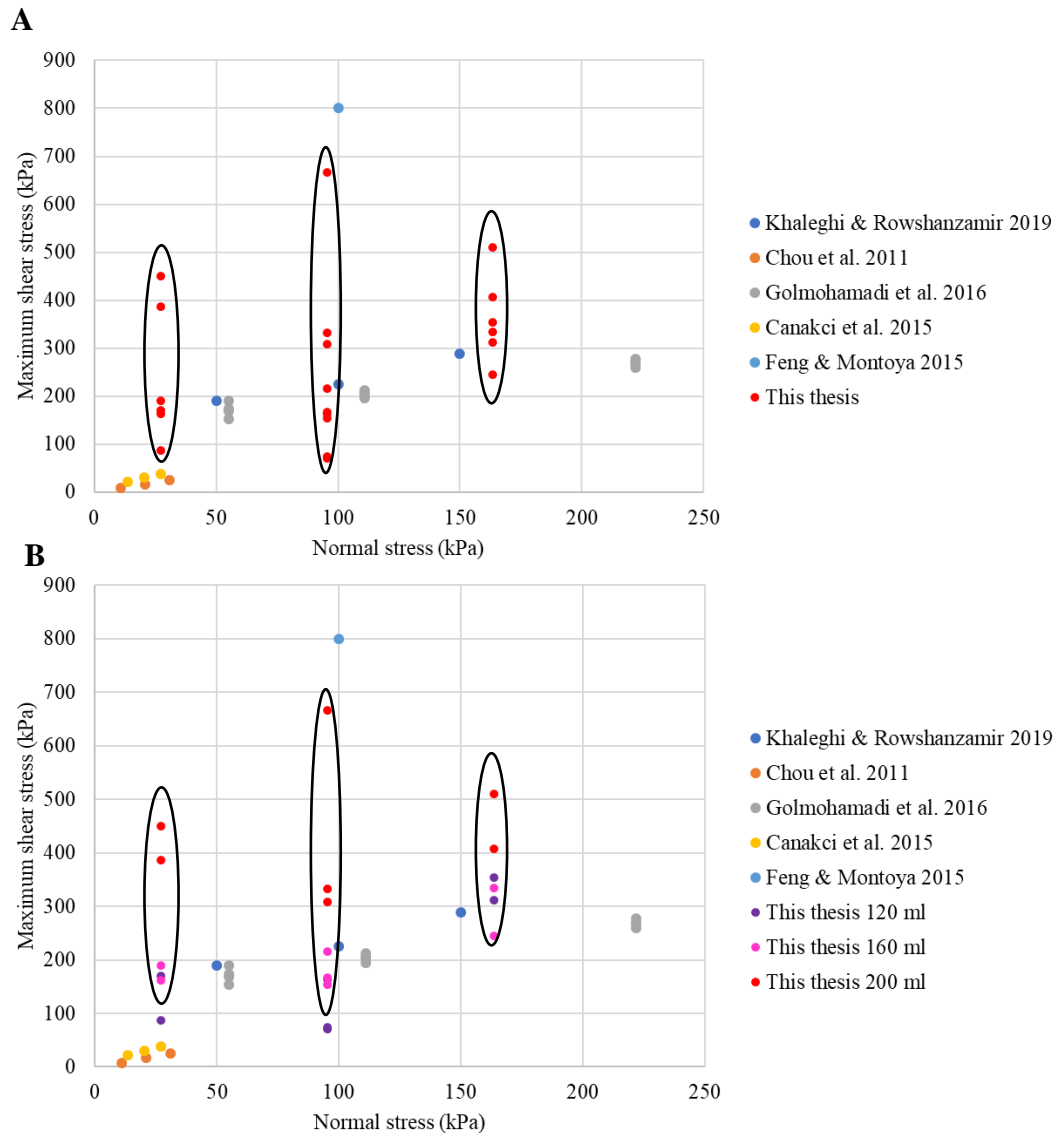 A
900
800
700
600
500
400
300
200
100
0
Maximum shear stress (kPa)
0 50 100 150 200 250
Normal stress (kPa)
Khaleghi & Rowshanzamir 2019
Chou et al. 2011
Golmohamadi et al. 2016
Canakci et al. 2015
Feng & Montoya 2015
This thesis
B
900
800
700
600
500
400
300
200
100
0
Maximum shear stress (kPa)
0 50 100 150 200 250
Normal stress (kPa)
Khaleghi & Rowshanzamir 2019
Chou et al. 2011
Golmohamadi et al. 2016
Canakci et al. 2015
Feng & Montoya 2015
This thesis 120 ml
This thesis 160 ml
This thesis 200 ml